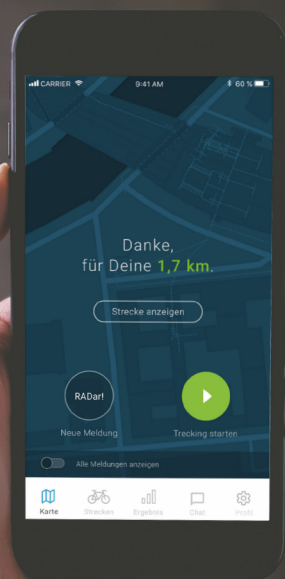 CARRIER 9:41 AM 60 %
Danke,
für Deine 1,7 km.
Strecke anzeigen
RADar!
Neue Meldung Trecking starten
Alle Meldungen anzeigen
Karte Strecken Ergebnis Chat Profil